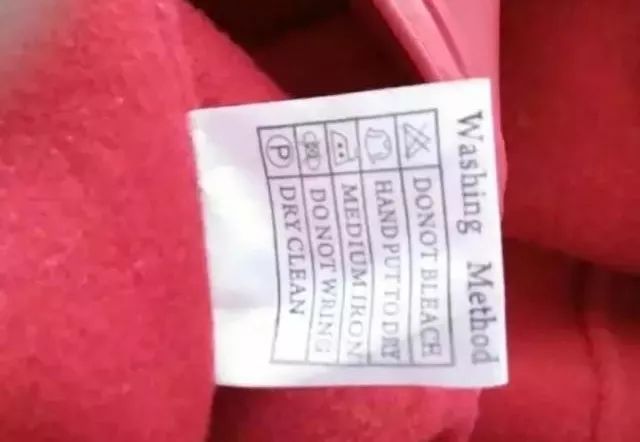 Washing Method
DONOT BLEACH
HAND PUT TO DRY
MEDIUM IRON
DO NOT WRING
P DRY CLEAN